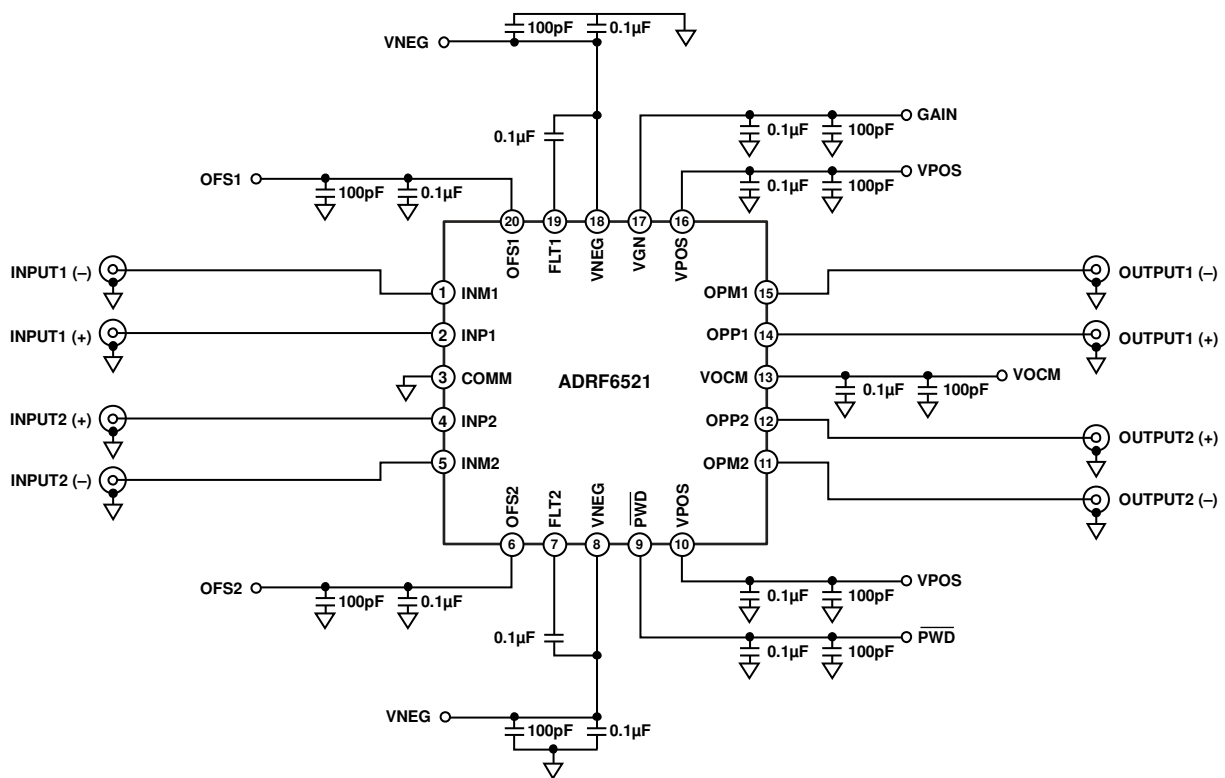 100pF
0.1µF
VNEG
0.1µF
GAIN
0.1µF
100pF
VPOS
0.1µF
100pF
OFS1
100pF
0.1µF
20 19 18 17 16
OFS1 FLT1 VNEG VGN VPOS
INPUT1 (–)
1 INM1
OPM1 15
OUTPUT1 (–)
INPUT1 (+)
2 INP1
OPP1 14
OUTPUT1 (+)
3 COMM
ADRF6521
VOCM 13
VOCM
0.1µF
100pF
INPUT2 (+)
4 INP2
OPP2 12
OUTPUT2 (+)
INPUT2 (–)
5 INM2
OPM2 11
OUTPUT2 (–)
OFS2 FLT2 VNEG PWD VPOS
6 7 8 9 10
OFS2
100pF
0.1µF
VPOS
0.1µF
100pF
0.1µF
PWD
0.1µF
100pF
VNEG
100pF
0.1µF